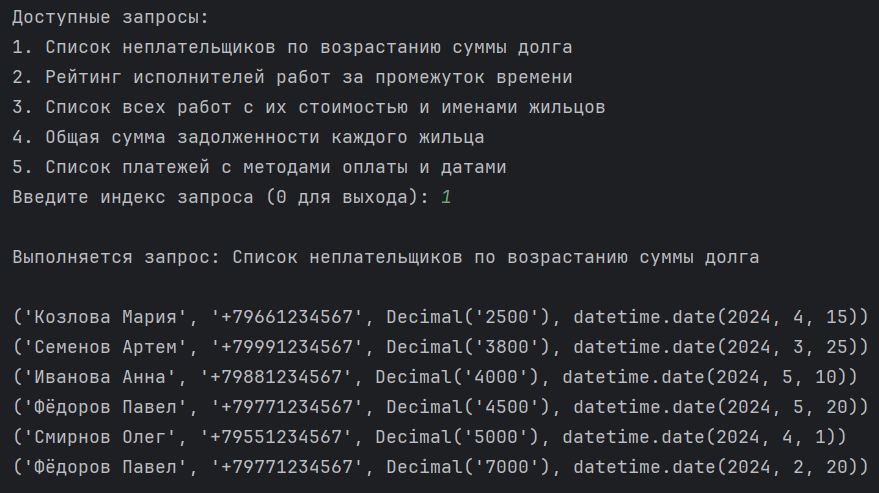 Доступные запросы:
1. Список неплательщиков по возрастанию суммы долга
2. Рейтинг исполнителей работ за промежуток времени
3. Список всех работ с их стоимостью и именами жильцов
4. Общая сумма задолженности каждого жильца
5. Список платежей с методами оплаты и датами
Введите индекс запроса (0 для выхода): 1
Выполняется запрос: Список неплательщиков по возрастанию суммы долга
('Козлова Мария', '+79661234567', Decimal('2500'), datetime.date(2024, 4, 15))
('Семенов Артем', '+79991234567', Decimal('3800'), datetime.date(2024, 3, 25))
('Иванова Анна', '+79881234567', Decimal('4000'), datetime.date(2024, 5, 10))
('Фёдоров Павел', '+79771234567', Decimal('4500'), datetime.date(2024, 5, 20))
('Смирнов Олег', '+79551234567', Decimal('5000'), datetime.date(2024, 4, 1))
('Фёдоров Павел', '+79771234567', Decimal('7000'), datetime.date(2024, 2, 20))